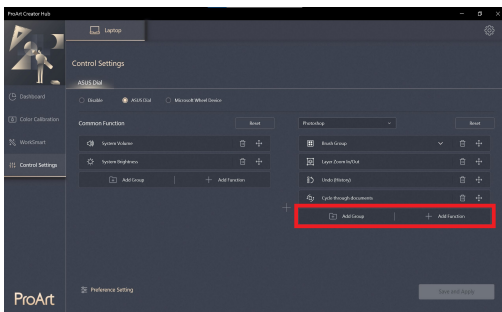 ProArt Creator Hub
Laptop
Control Settings
ASUS Dial
Dashboard
Disable
ASUS Dial
Microsoft Wheel Device
Color Calibration
Common Function
Reset
Photoshop
Reset
WorkSmart
System Volume
Brush Group
Control Settings
System Brightness
Layer Zoom In/Out
Add Group
Add Function
Undo (History)
Cycle through documents
Add Group
Add Function
Preference Setting
Save and Apply
ProArt